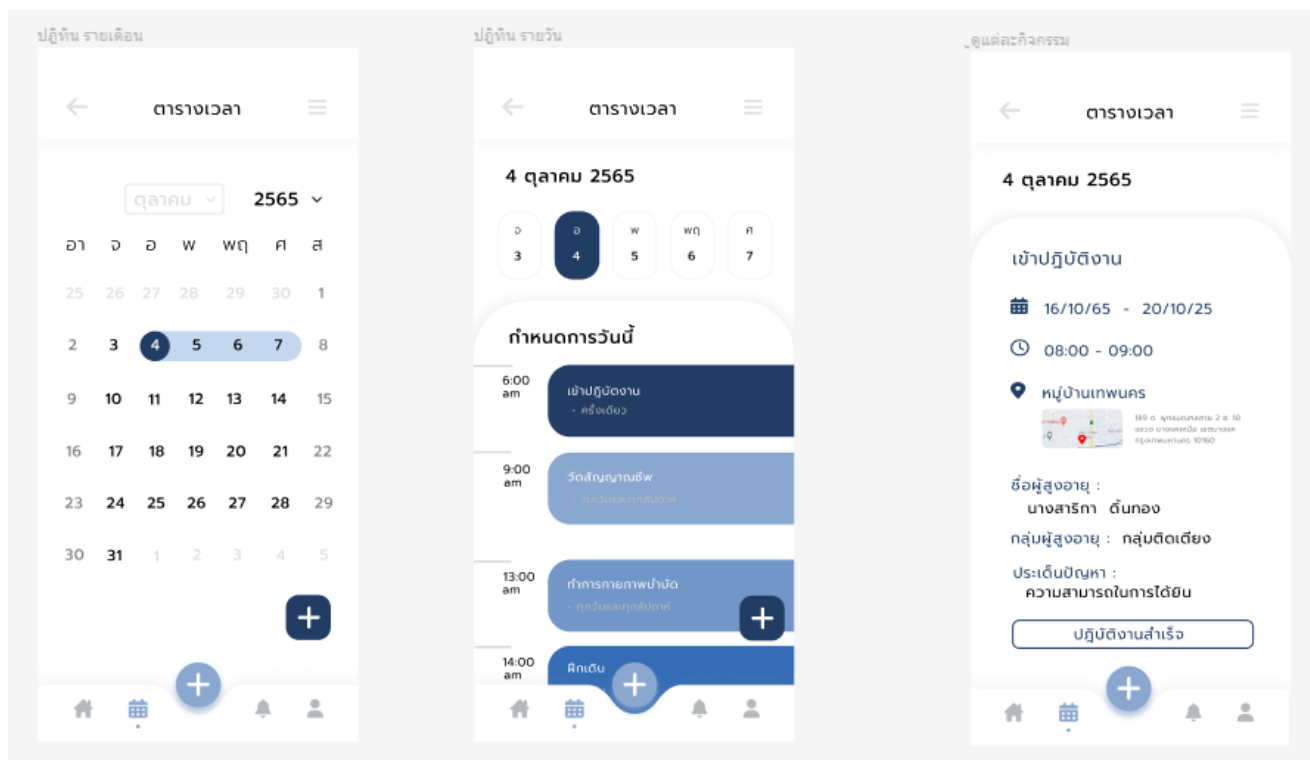 ปฏิทิน รายเดือน
ตารางเวลา
ตุลาคม 2565
อา จ อ พ พฤ ศ ส
25 26 27 28 29 30 1
2 3 4 5 6 7 8
9 10 11 12 13 14 15
16 17 18 19 20 21 22
23 24 25 26 27 28 29
30 31 1 2 3 4 5
ปฏิทิน รายวัน
ตารางเวลา
4 ตุลาคม 2565
จ อ พ พฤ ศ
3 4 5 6 7
กำหนดการวันนี้
6:00
am
เข้าปฏิบัติงาน
- ครั้งเดียว
9:00
am
วัดสัญญาณชีพ
- ทุกวันและทุกสัปดาห์
13:00
am
ทำการกายภาพบำบัด
- ทุกวันและทุกสัปดาห์
14:00
am
ฝึกเดิน
ดูแต่ละกิจกรรม
ตารางเวลา
4 ตุลาคม 2565
เข้าปฏิบัติงาน
16/10/65 - 20/10/25
08:00 - 09:00
หมู่บ้านเทพนคร
ชื่อผู้สูงอายุ :
นางสาริกา ดิ้นทอง
กลุ่มผู้สูงอายุ : กลุ่มติดเตียง
ประเด็นปัญหา :
ความสามารถในการได้ยิน
ปฏิบัติงานสำเร็จ